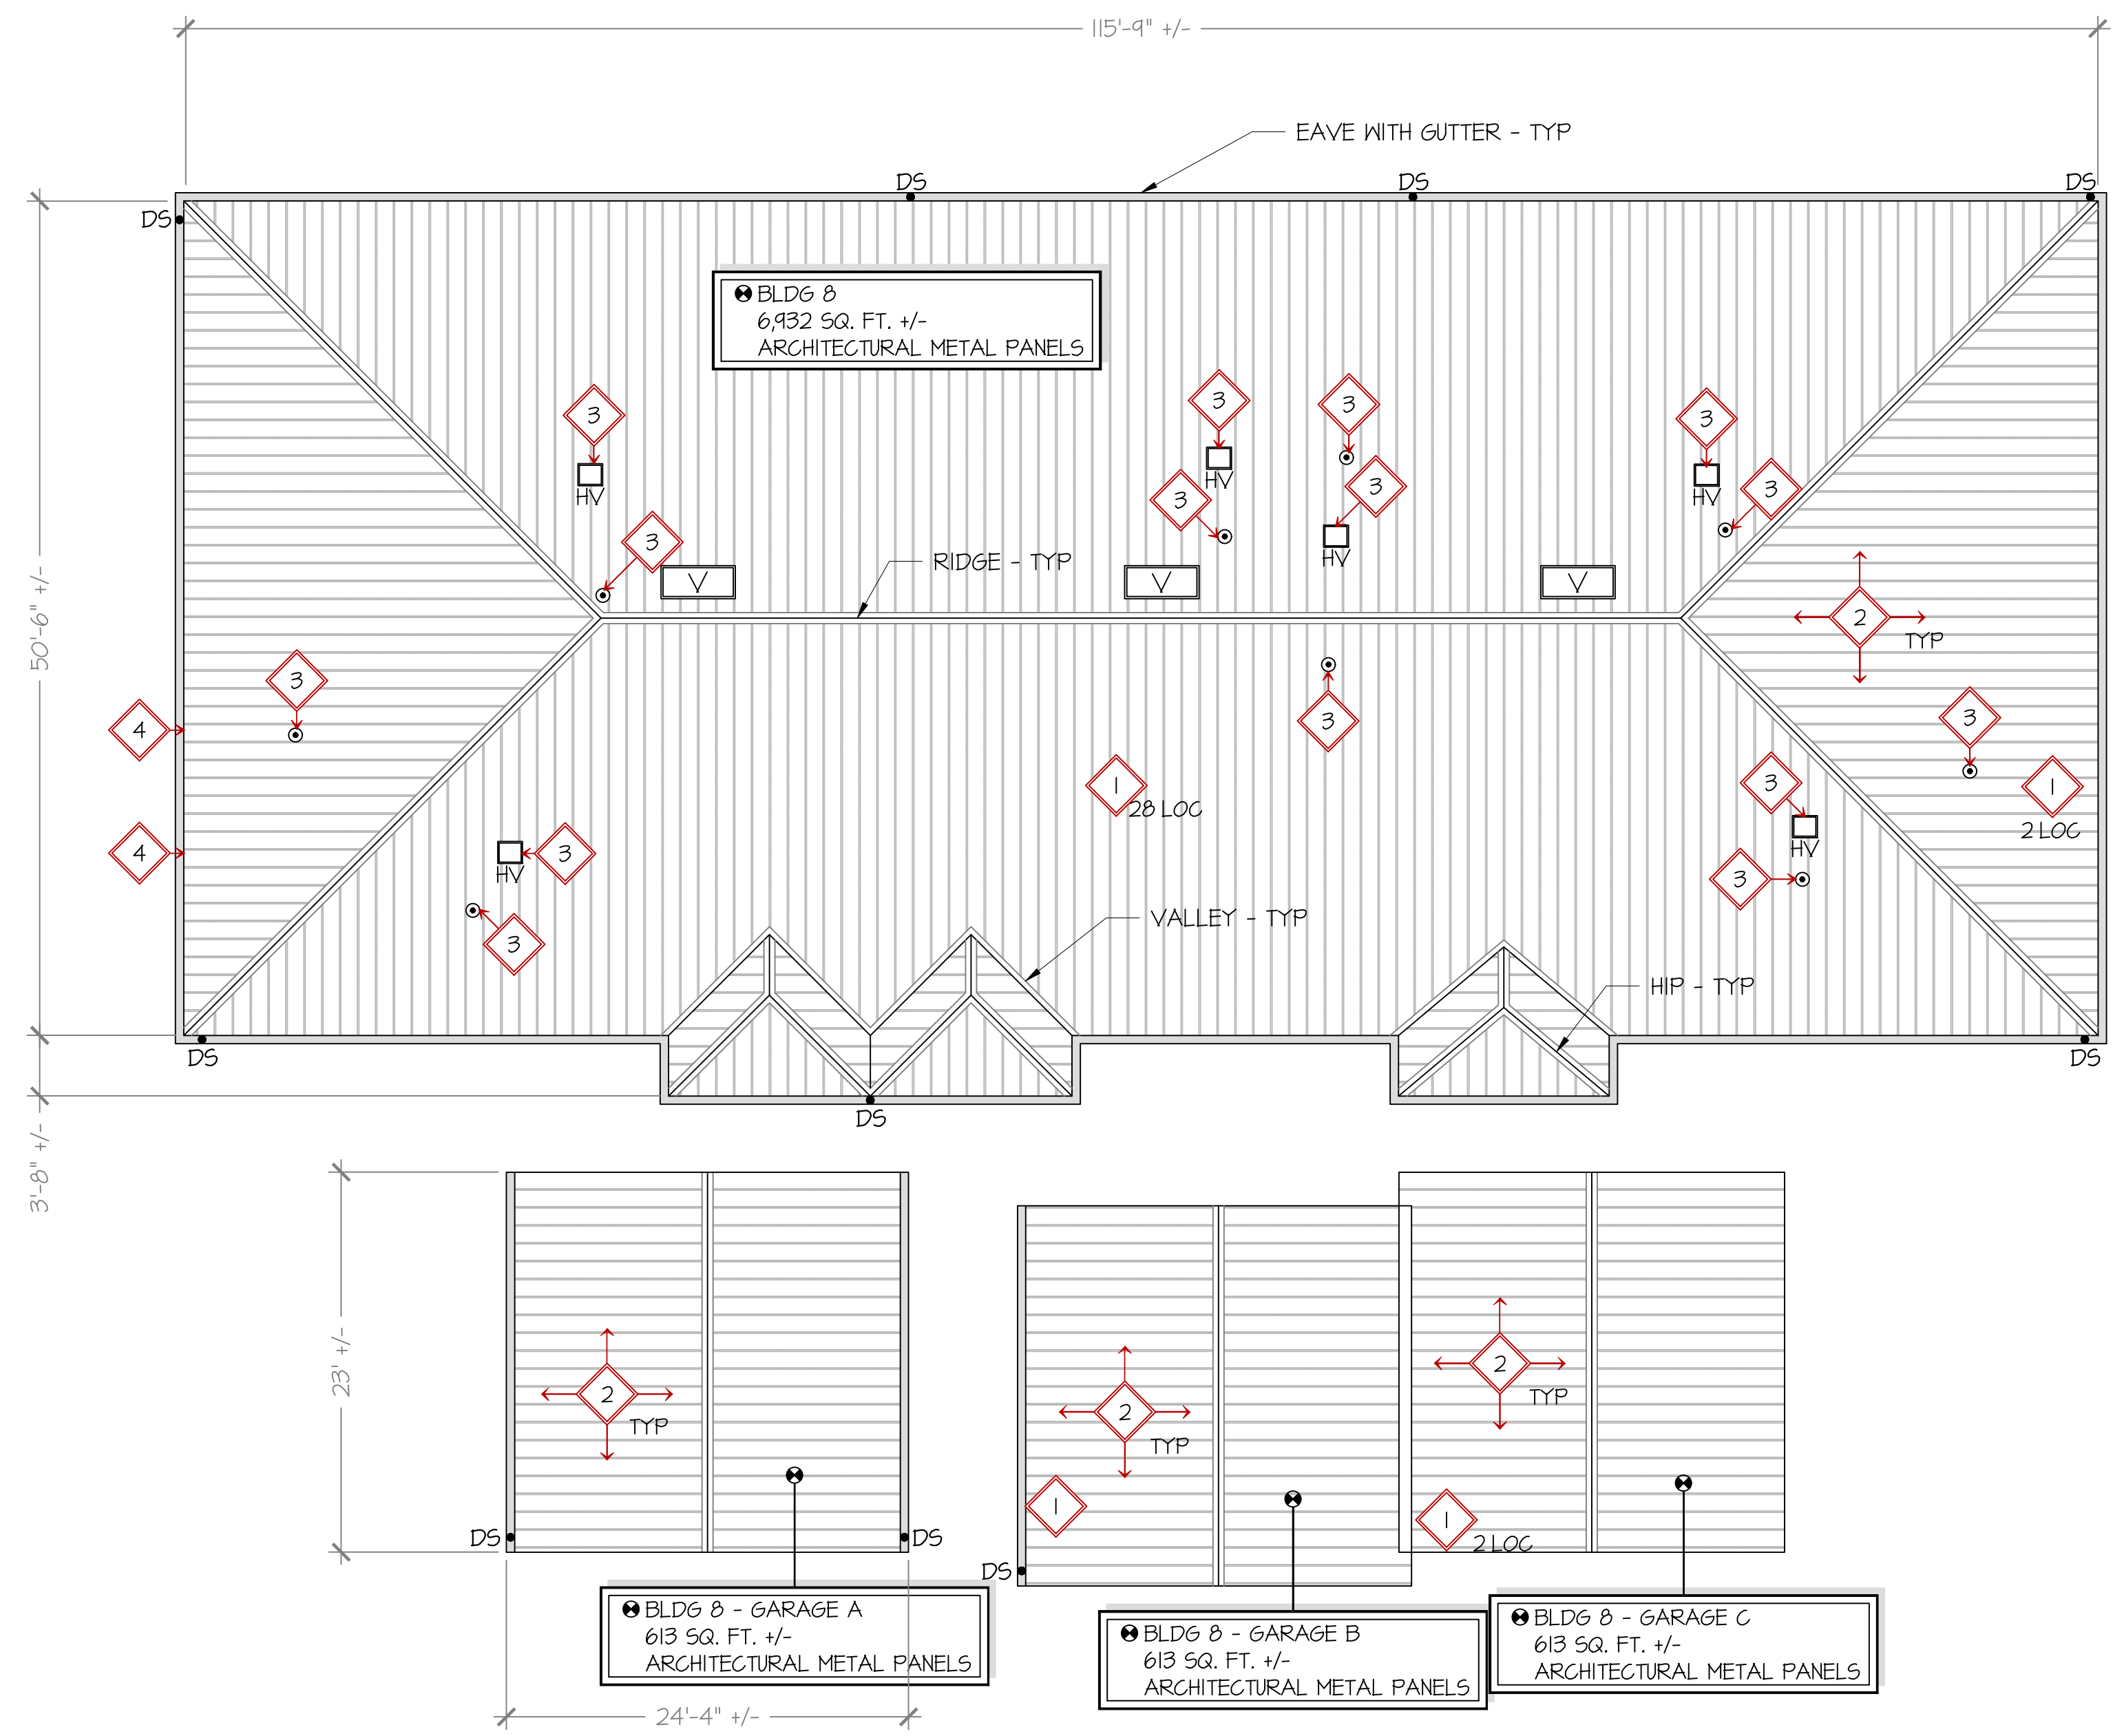 115'-9" +/-
EAVE WITH GUTTER - TYP
DS
DS
DS
DS
BLDG 8
6,932 SQ. FT. +/-
ARCHITECTURAL METAL PANELS
3
3
3
3
HV
HV
HV
3
3
3
HV
3
V
V
V
RIDGE - TYP
50'-6" +/-
2
TYP
3
3
3
4
1
28 LOC
3
1
2 LOC
4
HV
3
HV
3
3
VALLEY - TYP
HIP - TYP
DS
DS
DS
3'-8" +/-
23' +/-
2
TYP
2
TYP
2
TYP
1
1
2 LOC
DS
DS
DS
BLDG 8 - GARAGE A
613 SQ. FT. +/-
ARCHITECTURAL METAL PANELS
BLDG 8 - GARAGE B
613 SQ. FT. +/-
ARCHITECTURAL METAL PANELS
BLDG 8 - GARAGE C
613 SQ. FT. +/-
ARCHITECTURAL METAL PANELS
24'-4" +/-